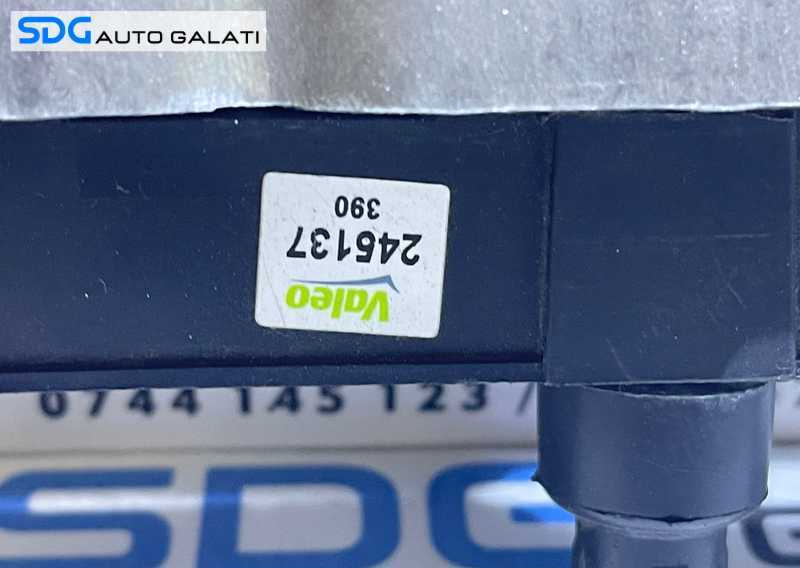 SDG AUTO GALATI
Valeo
245137
390
0744 145 123 /
SDG